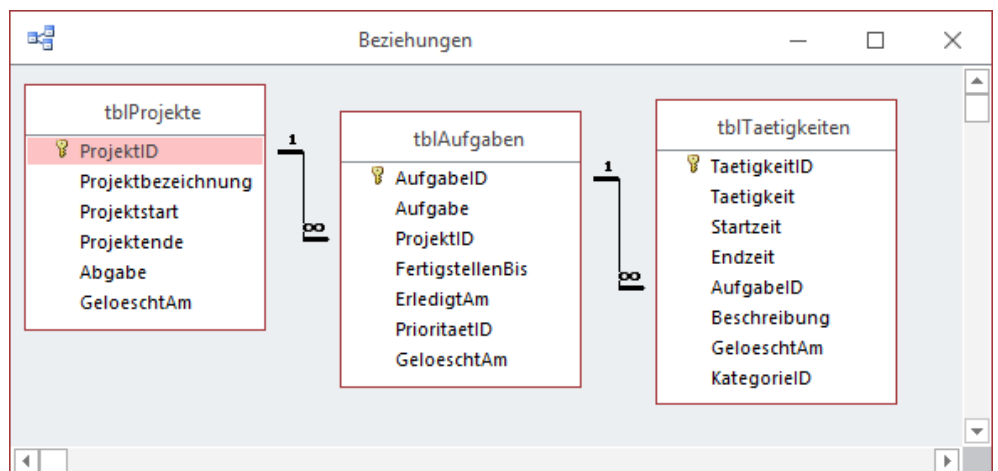 Beziehungen
tblProjekte
ProjektID
Projektbezeichnung
Projektstart
Projektende
Abgabe
GeloeschtAm
1
∞
tblAufgaben
AufgabeID
Aufgabe
ProjektID
FertigstellenBis
ErledigtAm
PrioritaetID
GeloeschtAm
1
∞
tblTaetigkeiten
TaetigkeitID
Taetigkeit
Startzeit
Endzeit
AufgabeID
Beschreibung
GeloeschtAm
KategorieID